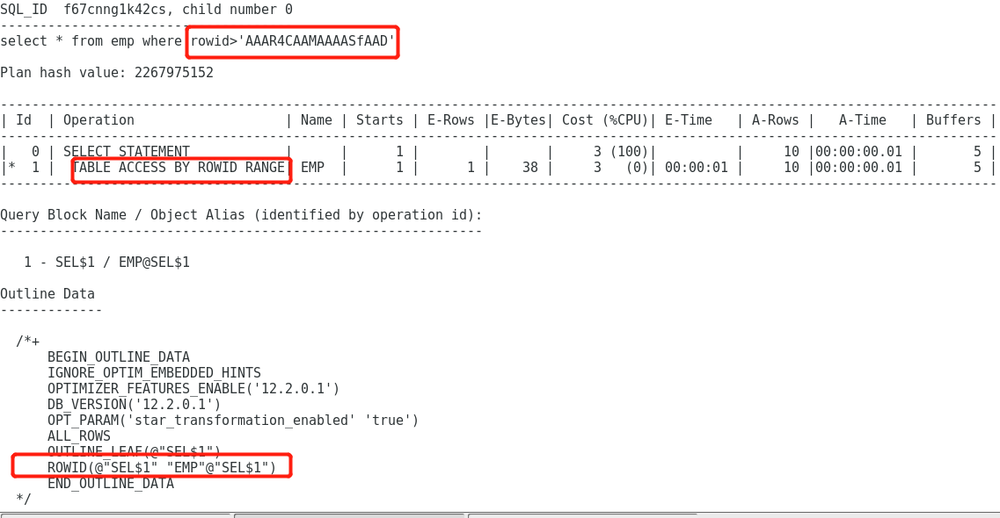 SQL_ID  f67cnng1k42cs, child number 0
-------------------------------------
select * from emp where rowid>'AAAR4CAAMAAAASfAAD'
Plan hash value: 2267975152
------------------------------------------------------------------------------------------------------------------------------
| Id  | Operation                   | Name | Starts | E-Rows |E-Bytes| Cost (%CPU)| E-Time   | A-Rows |   A-Time   | Buffers |
------------------------------------------------------------------------------------------------------------------------------
|   0 | SELECT STATEMENT            |      |      1 |        |       |     3 (100)|          |     10 |00:00:00.01 |       5 |
|*  1 |  TABLE ACCESS BY ROWID RANGE| EMP  |      1 |      1 |    38 |     3   (0)| 00:00:01 |     10 |00:00:00.01 |       5 |
------------------------------------------------------------------------------------------------------------------------------
Query Block Name / Object Alias (identified by operation id):
-------------------------------------------------------------
   1 - SEL$1 / EMP@SEL$1
Outline Data
-------------
  /*+
      BEGIN_OUTLINE_DATA
      IGNORE_OPTIM_EMBEDDED_HINTS
      OPTIMIZER_FEATURES_ENABLE('12.2.0.1')
      DB_VERSION('12.2.0.1')
      OPT_PARAM('star_transformation_enabled' 'true')
      ALL_ROWS
      OUTLINE_LEAF(@"SEL$1")
      ROWID(@"SEL$1" "EMP"@"SEL$1")
      END_OUTLINE_DATA
  */